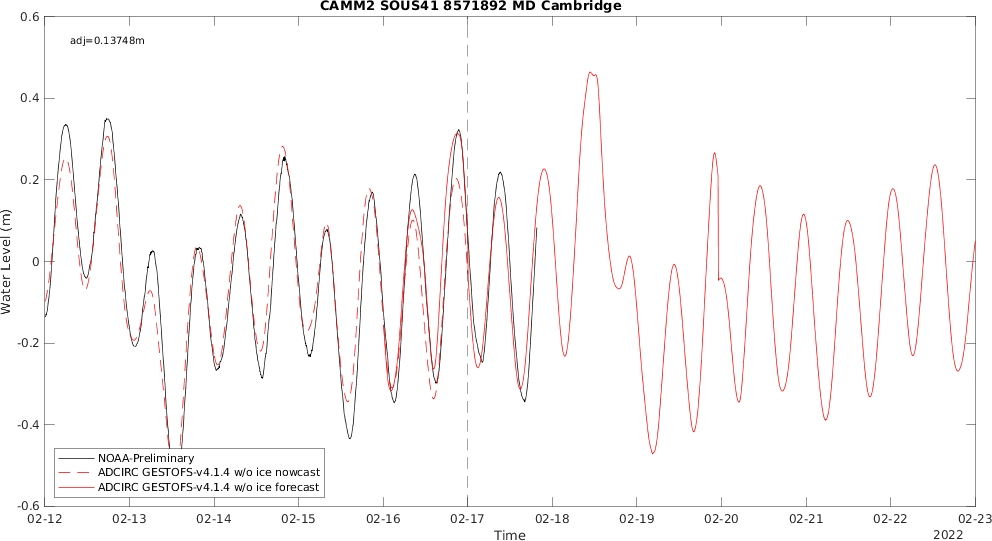 CAMM2 SOUS41 8571892 MD Cambridge
adj=0.13748m
0.6
0.4
0.2
0
-0.2
-0.4
-0.6
Water Level (m)
NOAA-Preliminary
ADCIRC GESTOFS-v4.1.4 w/o ice nowcast
ADCIRC GESTOFS-v4.1.4 w/o ice forecast
02-12 02-13 02-14 02-15 02-16 02-17 02-18 02-19 02-20 02-21 02-22 02-23
Time
2022